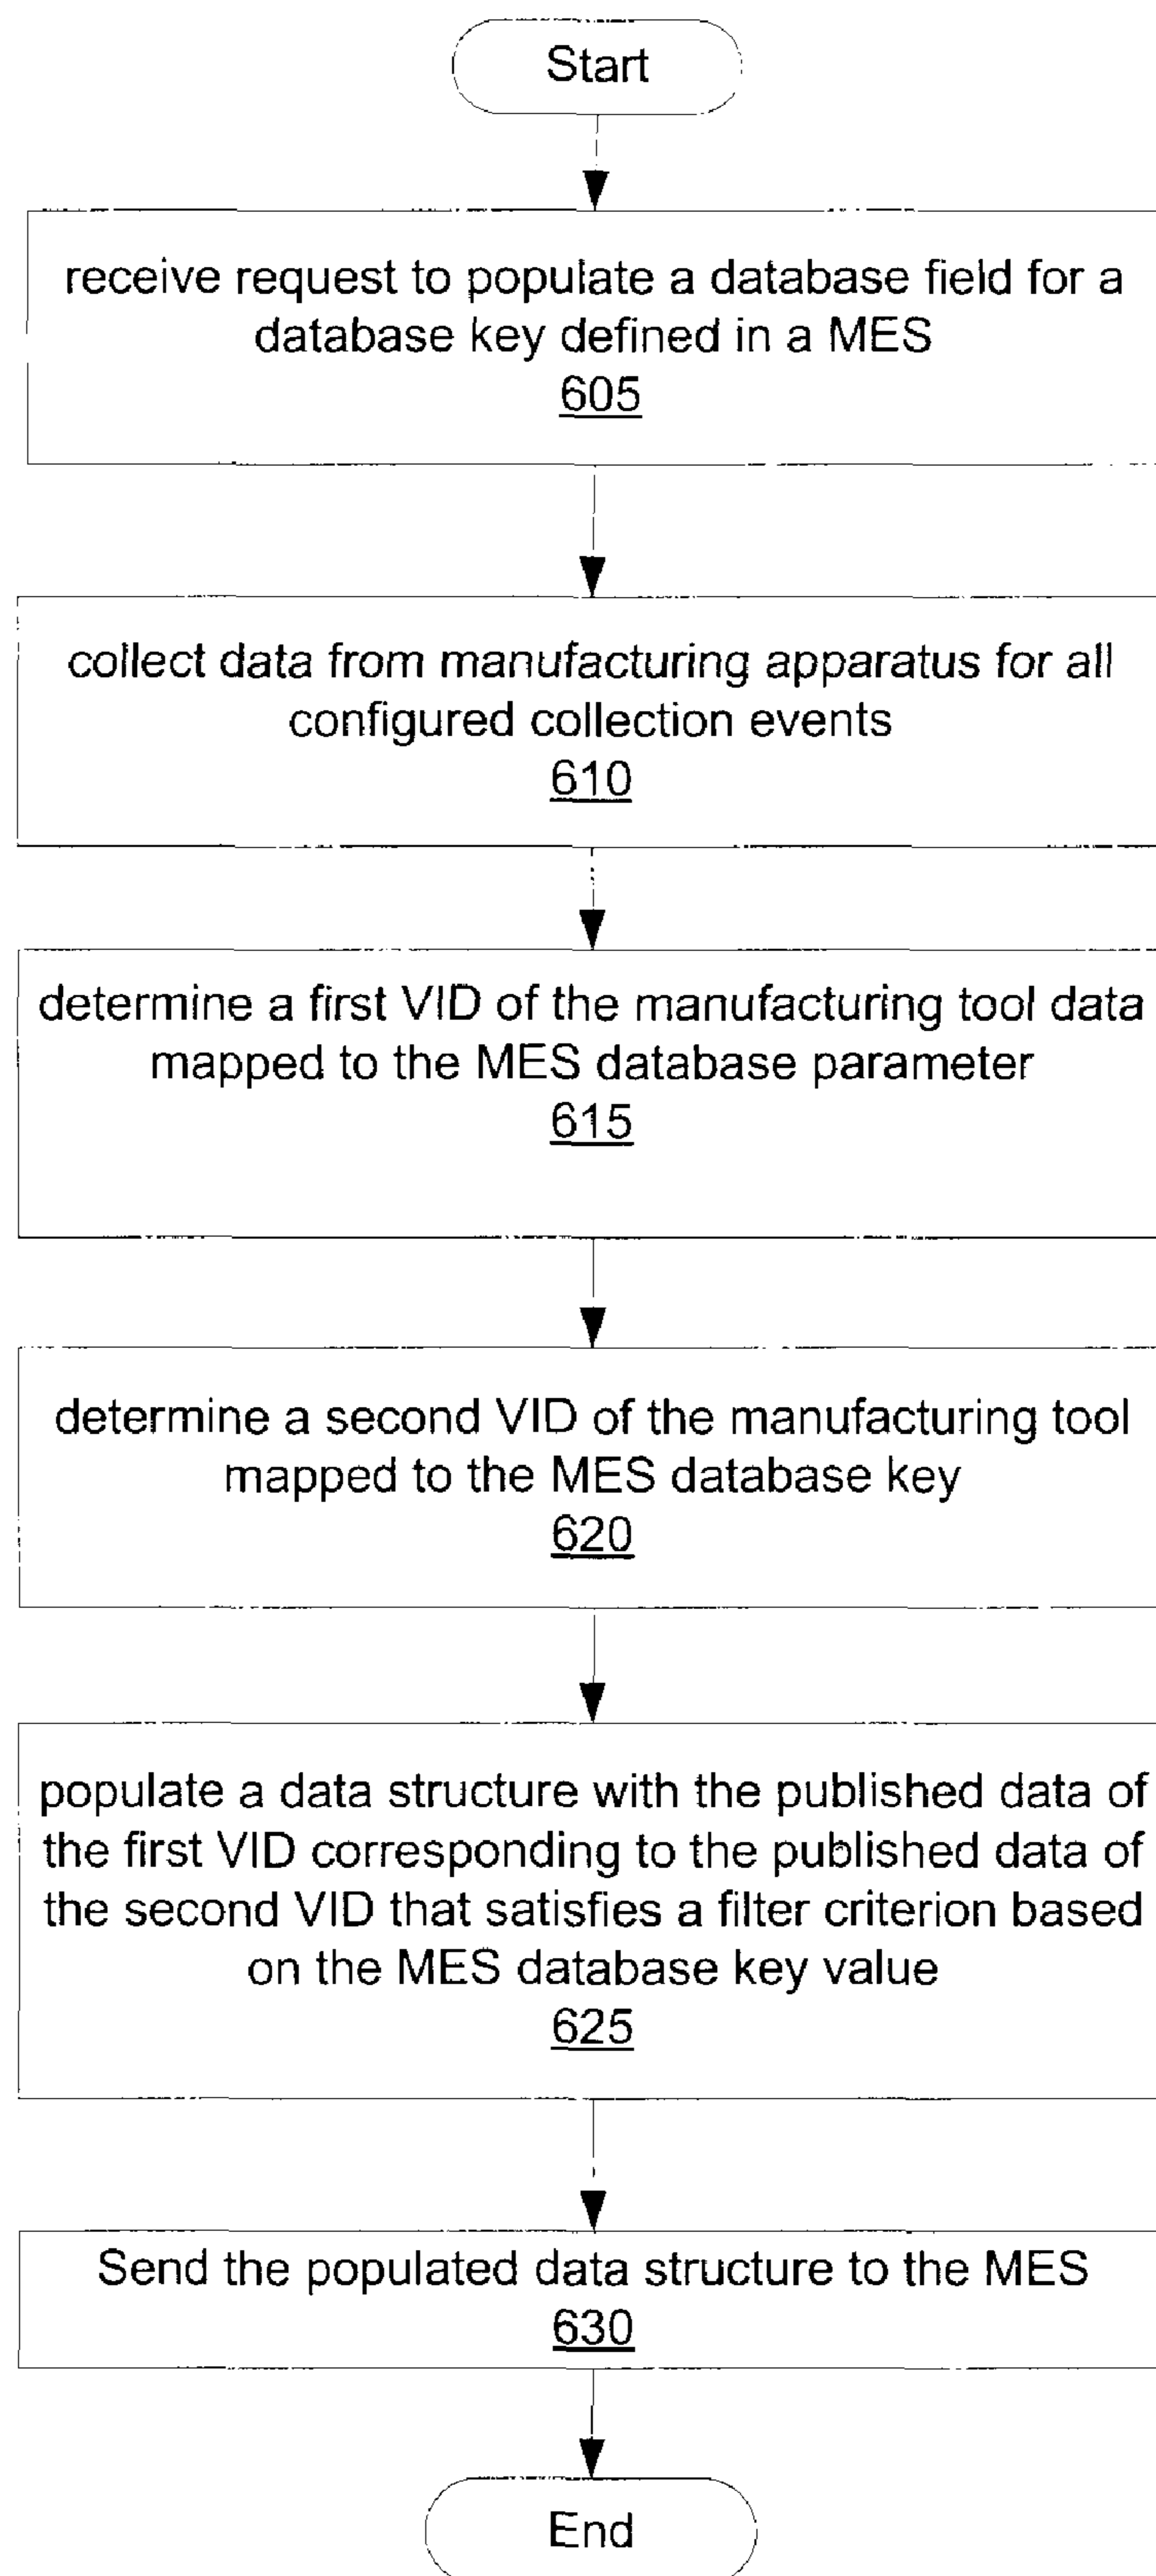 Start
receive request to populate a database field for a
database key defined in a MES
605
collect data from manufacturing apparatus for all
configured collection events
610
determine a first VID of the manufacturing tool data
mapped to the MES database parameter
615
determine a second VID of the manufacturing tool
mapped to the MES database key
620
populate a data structure with the published data of
the first VID corresponding to the published data of
the second VID that satisfies a filter criterion based
on the MES database key value
625
Send the populated data structure to the MES
630
End